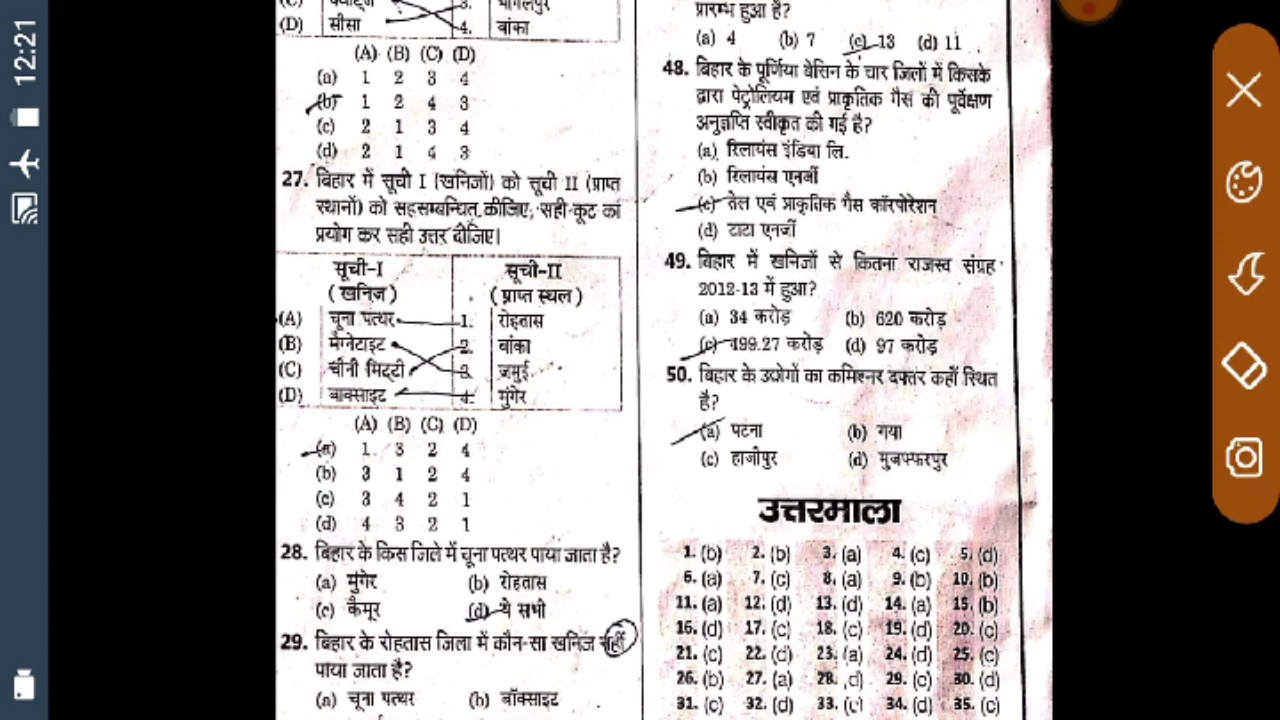 12:21
(D) सीसा 4. बांका
(A) (B) (C) (D)
(a) 1 2 3 4
(b) 1 2 4 3
(c) 2 1 3 4
(d) 2 1 4 3
27. बिहार में सूची I (खनिजों) को सूची II (प्राप्त
स्थानों) को सहसम्बन्धित कीजिए, सही कूट का
प्रयोग कर सही उत्तर दीजिए।
सूची-I सूची-II
(खनिज) (प्राप्त स्थल)
(A) चूना पत्थर 1. रोहतास
(B) मैग्नेटाइट 2. बांका
(C) चीनी मिट्टी 3. जमुई
(D) बाक्साइट 4. मुंगेर
(A) (B) (C) (D)
(a) 1 3 2 4
(b) 3 1 2 4
(c) 3 4 2 1
(d) 4 3 2 1
28. बिहार के किस जिले में चूना पत्थर पाया जाता है?
(a) मुंगेर (b) रोहतास
(c) कैमूर (d) ये सभी
29. बिहार के रोहतास जिला में कौन-सा खनिज नहीं
पाया जाता है?
(a) चूना पत्थर (b) बॉक्साइट
प्रारम्भ हुआ है?
(a) 4 (b) 7 (c) 13 (d) 11
48. बिहार के पूर्णिया बेसिन के चार जिलों में किसके
द्वारा पेट्रोलियम एवं प्राकृतिक गैस की पूर्वेक्षण
अनुज्ञप्ति स्वीकृत की गई है?
(a) रिलायंस इंडिया लि.
(b) रिलायंस एनर्जी
(c) तेल एवं प्राकृतिक गैस कॉरपोरेशन
(d) टाटा एनर्जी
49. बिहार में खनिजों से कितना राजस्व संग्रह
2012-13 में हुआ?
(a) 34 करोड़ (b) 620 करोड़
(c) 499.27 करोड़ (d) 97 करोड़
50. बिहार के उद्योगों का कमिश्नर दफ्तर कहाँ स्थित
है?
(a) पटना (b) गया
(c) हाजीपुर (d) मुजफ्फरपुर
उत्तरमाला
1. (b) 2. (b) 3. (a) 4. (c) 5. (d)
6. (a) 7. (c) 8. (a) 9. (b) 10. (b)
11. (a) 12. (d) 13. (d) 14. (a) 15. (b)
16. (d) 17. (c) 18. (c) 19. (d) 20. (c)
21. (c) 22. (d) 23. (a) 24. (d) 25. (c)
26. (b) 27. (a) 28. (d) 29. (c) 30. (d)
31. (c) 32. (d) 33. (c) 34. (d) 35. (c)